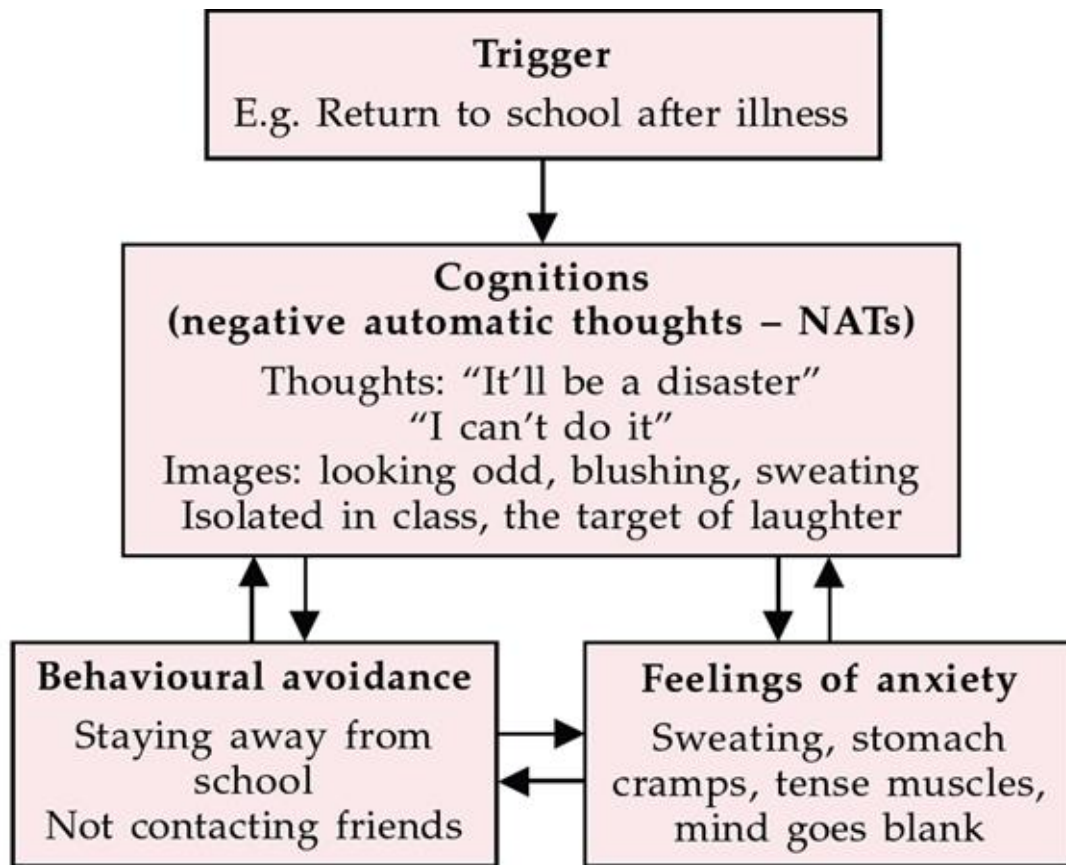 Trigger
E.g. Return to school after illness
Cognitions
(negative automatic thoughts – NATs)
Thoughts: “It’ll be a disaster”
“I can’t do it”
Images: looking odd, blushing, sweating
Isolated in class, the target of laughter
Behavioural avoidance
Staying away from
school
Not contacting friends
Feelings of anxiety
Sweating, stomach
cramps, tense muscles,
mind goes blank